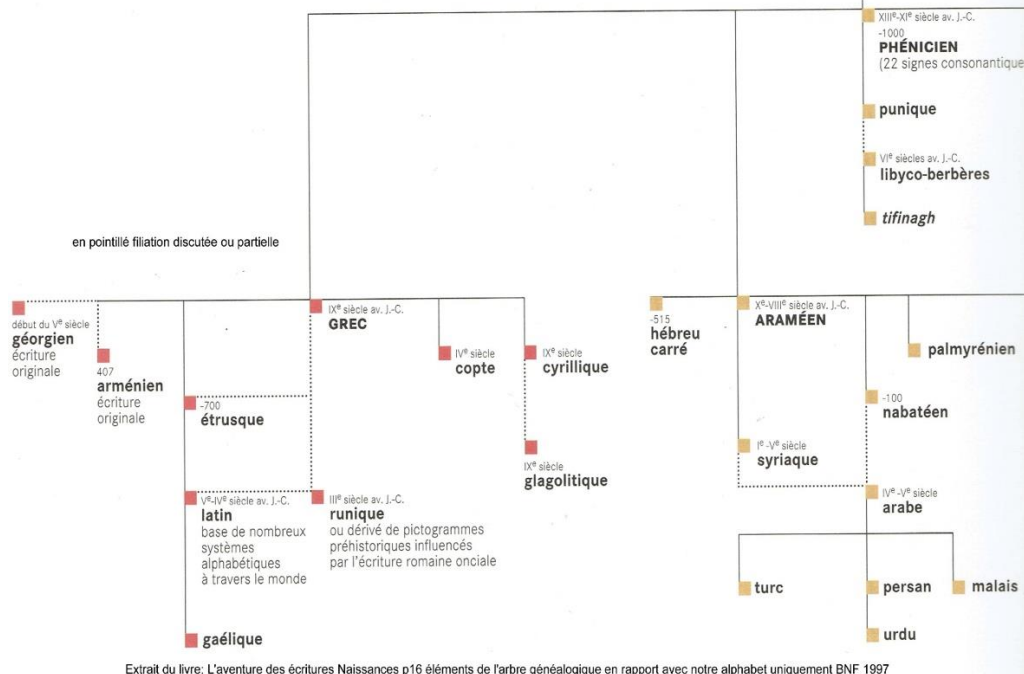 XIIIe-XIe siècle av. J.-C.
-1000
PHÉNICIEN
(22 signes consonantique
punique
VIe siècles av. J.-C.
libyco-berbères
tifinagh
en pointillé filiation discutée ou partielle
début du Ve siècle
géorgien
écriture
originale
407
arménien
écriture
originale
-700
étrusque
IXe siècle av. J.-C.
GREC
IVe siècle
copte
IXe siècle
cyrillique
IXe siècle
glagolitique
Ve-IVe siècle av. J.-C.
latin
base de nombreux
systèmes
alphabétiques
à travers le monde
IIIe siècle av. J.-C.
runique
ou dérivé de pictogrammes
préhistoriques influencés
par l'écriture romaine onciale
gaélique
-515
hébreu
carré
Xe-VIIIe siècle av. J.-C.
ARAMÉEN
palmyrénien
-100
nabatéen
Ie -Ve siècle
syriaque
IVe -Ve siècle
arabe
turc
persan
malais
urdu
Extrait du livre: L'aventure des écritures Naissances p16 éléments de l'arbre généalogique en rapport avec notre alphabet uniquement BNF 1997